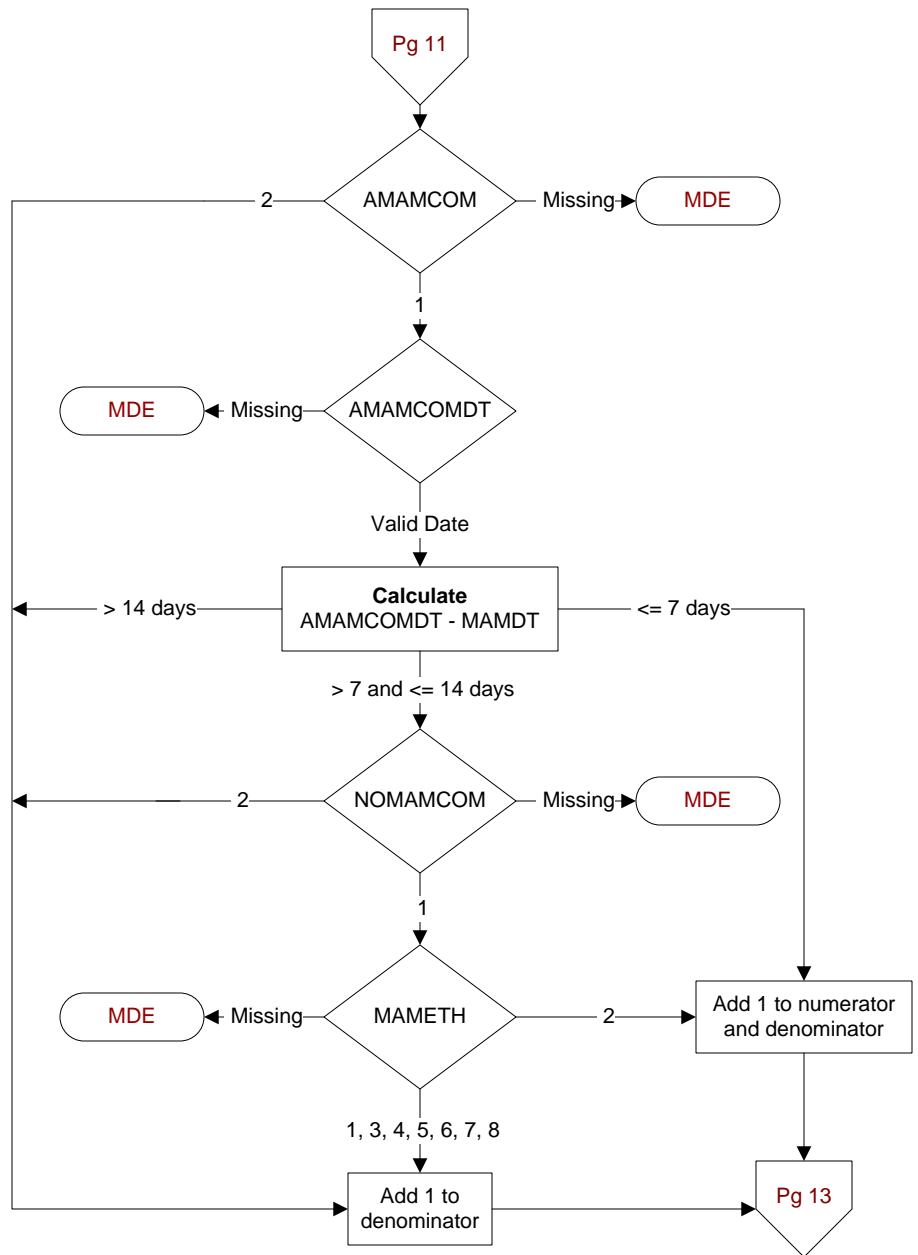 Pg 11
2
AMAMCOM
Missing
MDE
1
MDE
Missing
AMAMCOMDT
Valid Date
Calculate
AMAMCOMDT - MAMDT
> 14 days
<= 7 days
> 7 and <= 14 days
2
NOMAMCOM
Missing
MDE
1
MDE
Missing
MAMETH
2
Add 1 to numerator
and denominator
1, 3, 4, 5, 6, 7, 8
Add 1 to
denominator
Pg 13